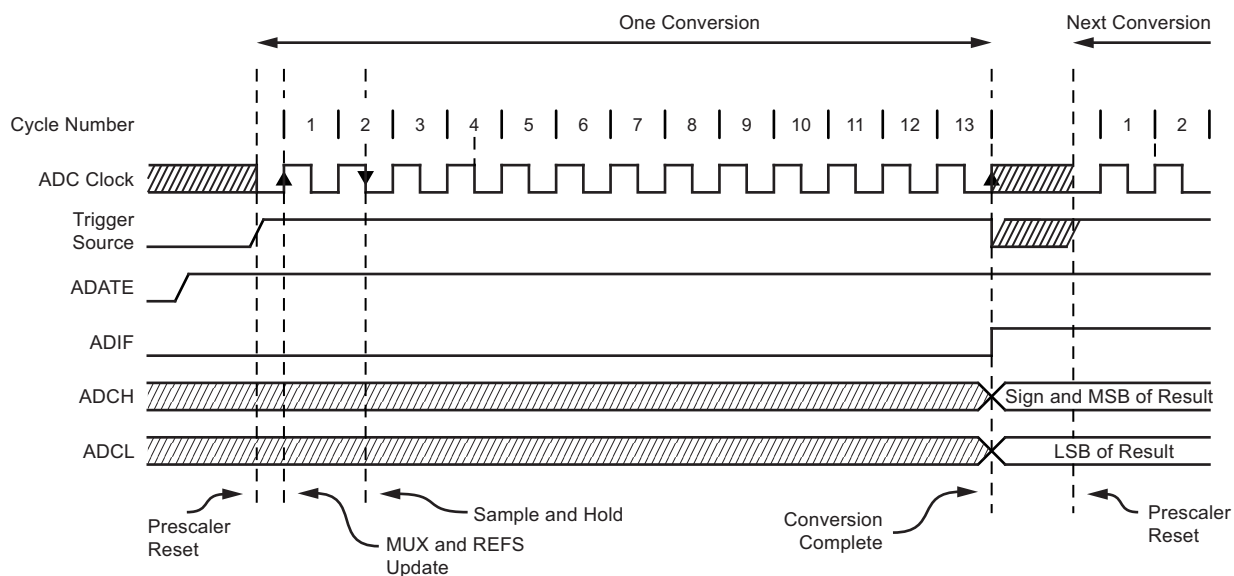 One Conversion
Next Conversion
Cycle Number
1 2 3 4 5 6 7 8 9 10 11 12 13 1 2
ADC Clock
Trigger
Source
ADATE
ADIF
ADCH
Sign and MSB of Result
ADCL
LSB of Result
Prescaler
Reset
MUX and REFS
Update
Sample and Hold
Conversion
Complete
Prescaler
Reset